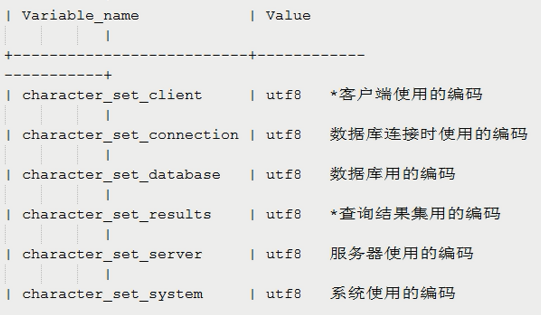 | Variable_name            | Value
            |
+--------------------------+------------
-----------+
| character_set_client     | utf8   *客户端使用的编码
            |
| character_set_connection | utf8   数据库连接时使用的编码
            |
| character_set_database   | utf8   数据库用的编码
            |
| character_set_results    | utf8   *查询结果集用的编码
            |
| character_set_server     | utf8   服务器使用的编码
            |
| character_set_system     | utf8   系统使用的编码